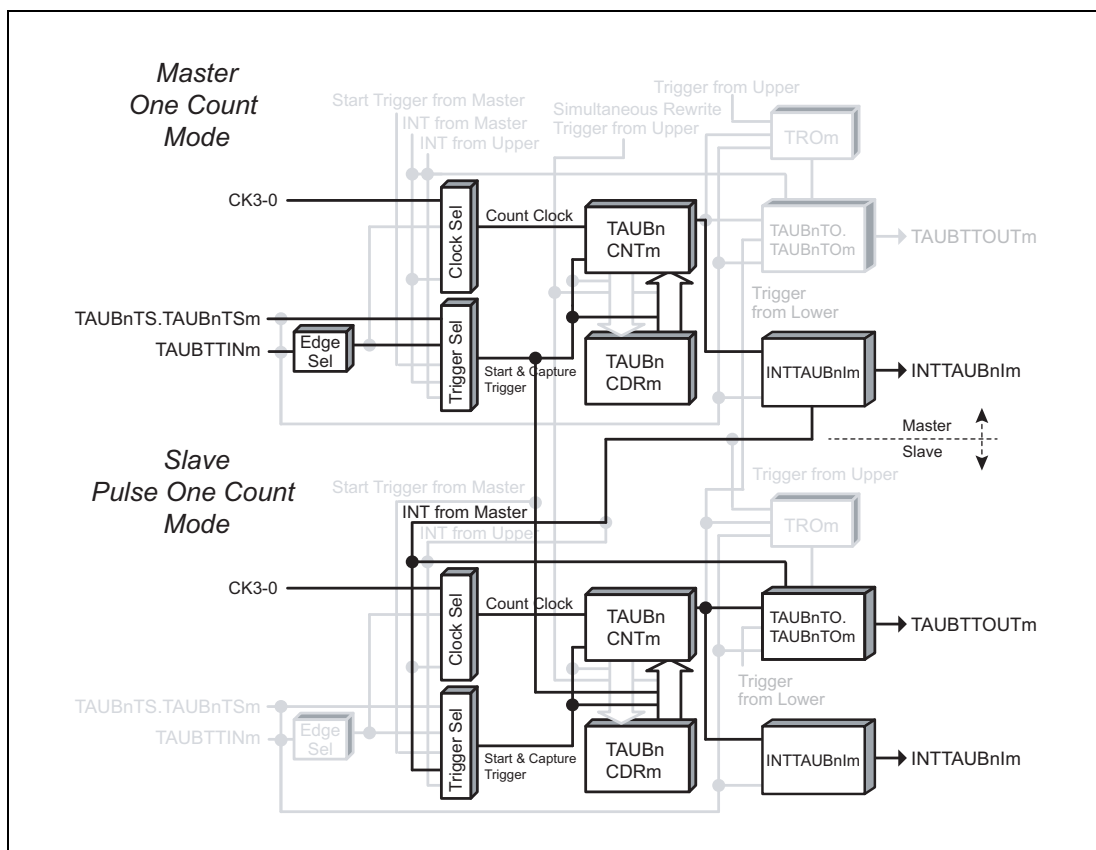 Master
One Count
Mode
Start Trigger from Master
INT from Master
INT from Upper
Simultaneous Rewrite
Trigger from Upper
Trigger from Upper
TROm
CK3-0
Clock Sel
Count Clock
TAUBn
CNTm
TAUBnTO.
TAUBnTOm
TAUBTTOUTm
TAUBnTS.TAUBnTSm
TAUBTTINm
Edge
Sel
Trigger Sel
Start & Capture
Trigger
TAUBn
CDRm
Trigger
from Lower
INTTAUBnIm
INTTAUBnIm
Master
Slave
Slave
Pulse One Count
Mode
Start Trigger from Master
INT from Master
INT from Upper
Trigger from Upper
TROm
CK3-0
Clock Sel
Count Clock
TAUBn
CNTm
TAUBnTO.
TAUBnTOm
TAUBTTOUTm
TAUBnTS.TAUBnTSm
TAUBTTINm
Edge
Sel
Trigger Sel
Start & Capture
Trigger
TAUBn
CDRm
Trigger
from Lower
INTTAUBnIm
INTTAUBnIm